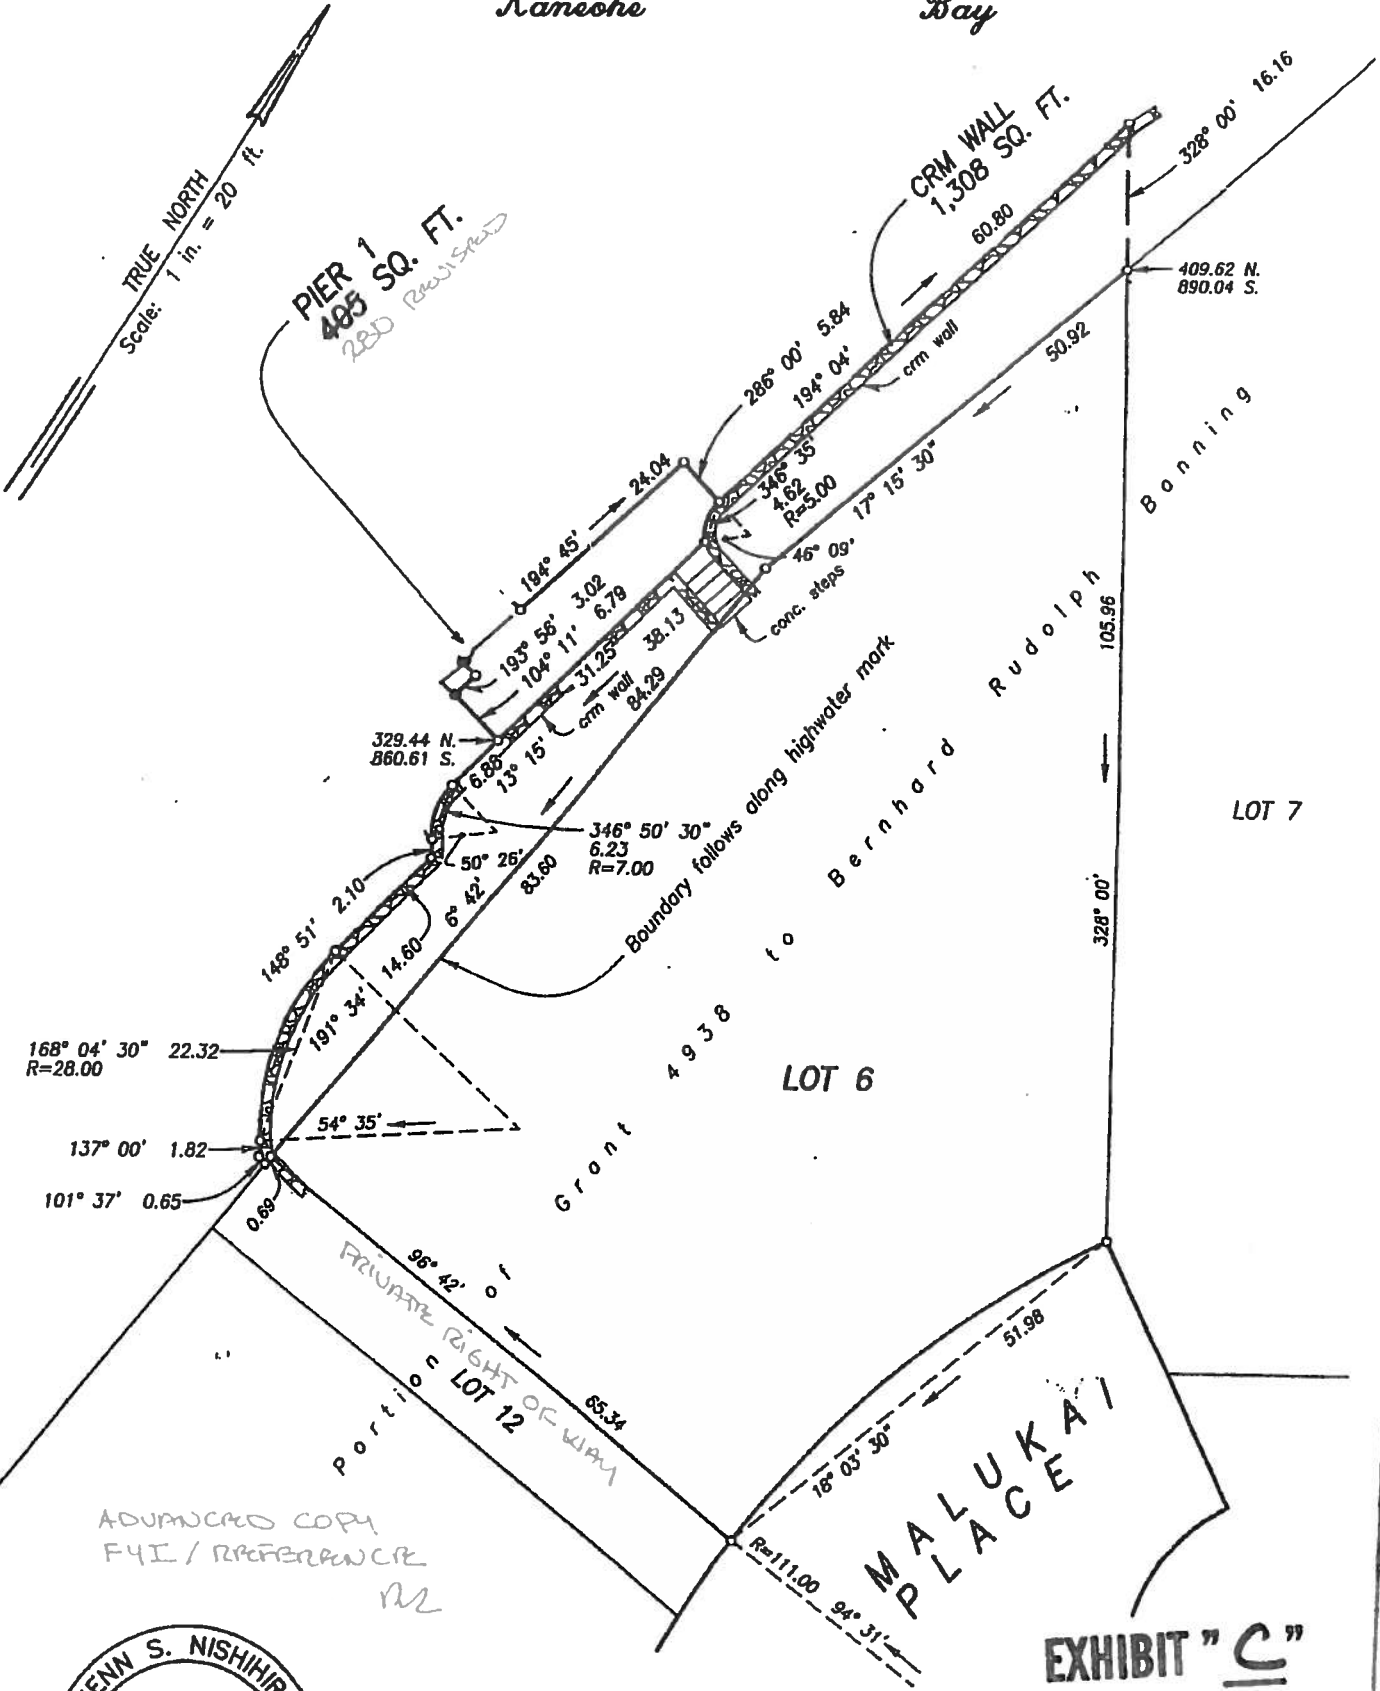 Kaneohe Bay
TRUE NORTH
Scale: 1 in. = 20 ft.
PIER 1
405 SQ. FT.
280 REVISED
CRM WALL
1,308 SQ. FT.
328° 00' 16.16
60.80
409.62 N.
890.04 S.
286° 00' 5.84
194° 04'
crm wall
50.92
17° 15' 30"
346° 35'
4.62
R=5.00
46° 09'
conc. steps
24.04
194° 45'
193° 56' 3.02
104° 11' 6.79
31.25
38.13
crm wall
84.29
329.44 N.
860.61 S.
6.88
13° 15'
346° 50' 30"
6.23
R=7.00
50° 26'
83.60
6° 42'
148° 51' 2.10
14.60
191° 34'
Boundary follows along highwater mark
168° 04' 30" 22.32
R=28.00
54° 35'
137° 00' 1.82
101° 37' 0.65
0.69
105.96
328° 00'
LOT 7
LOT 6
Portion of Grant 4938 to Bernhard Rudolph Banning
96° 42'
65.34
PRIVATE RIGHT OF WAY
LOT 12
51.98
18° 03' 30"
MALUKAI
PLACE
R=111.00
94° 31'
ADVANCED COPY
FYI / REFERENCE
ENN S. NISHIHIR
EXHIBIT "C"